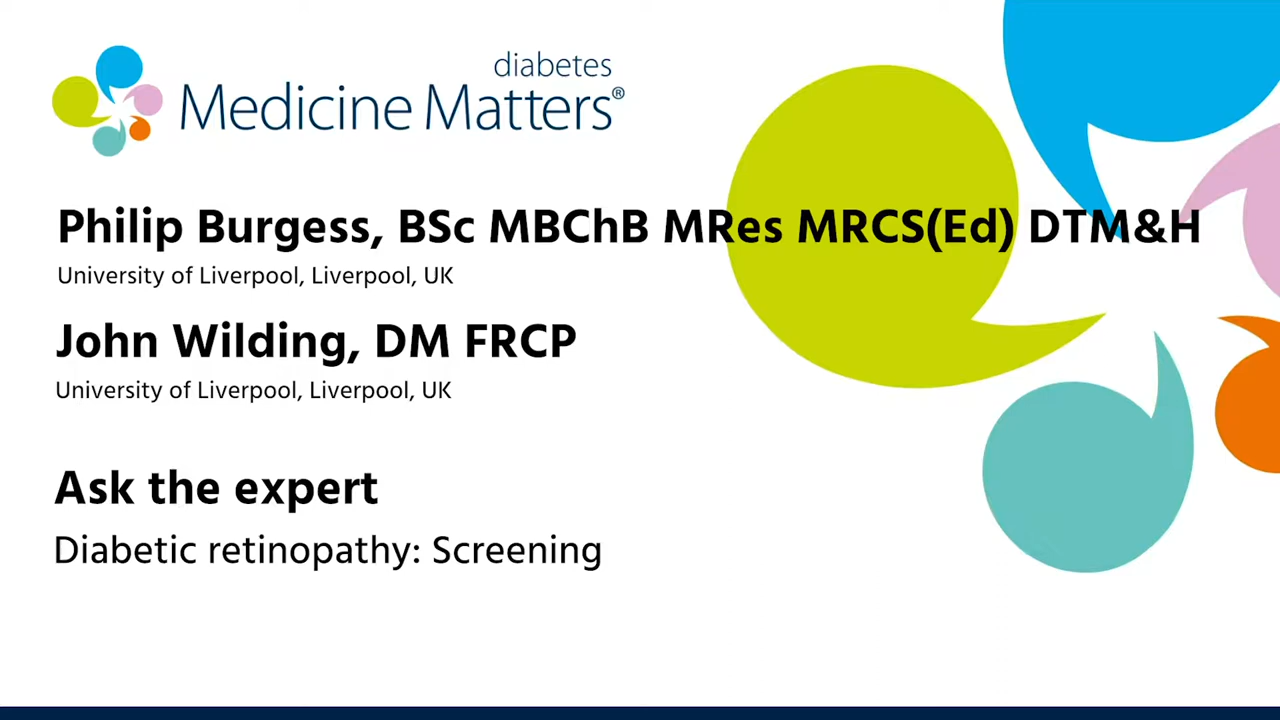 diabetes
Medicine Matters®
Philip Burgess, BSc MBChB MRes MRCS(Ed) DTM&H
University of Liverpool, Liverpool, UK
John Wilding, DM FRCP
University of Liverpool, Liverpool, UK
Ask the expert
Diabetic retinopathy: Screening